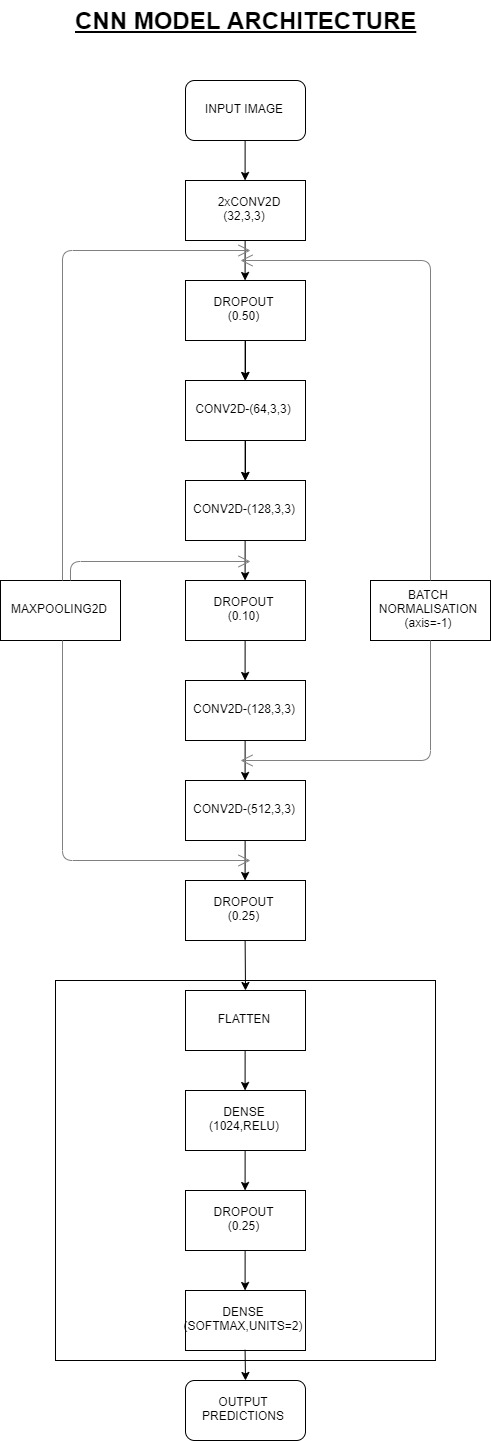 CNN MODEL ARCHITECTURE
INPUT IMAGE
2xCONV2D
(32,3,3)
DROPOUT
(0.50)
CONV2D-(64,3,3)
CONV2D-(128,3,3)
MAXPOOLING2D
DROPOUT
(0.10)
BATCH
NORMALISATION
(axis=-1)
CONV2D-(128,3,3)
CONV2D-(512,3,3)
DROPOUT
(0.25)
FLATTEN
DENSE
(1024,RELU)
DROPOUT
(0.25)
DENSE
(SOFTMAX,UNITS=2)
OUTPUT
PREDICTIONS